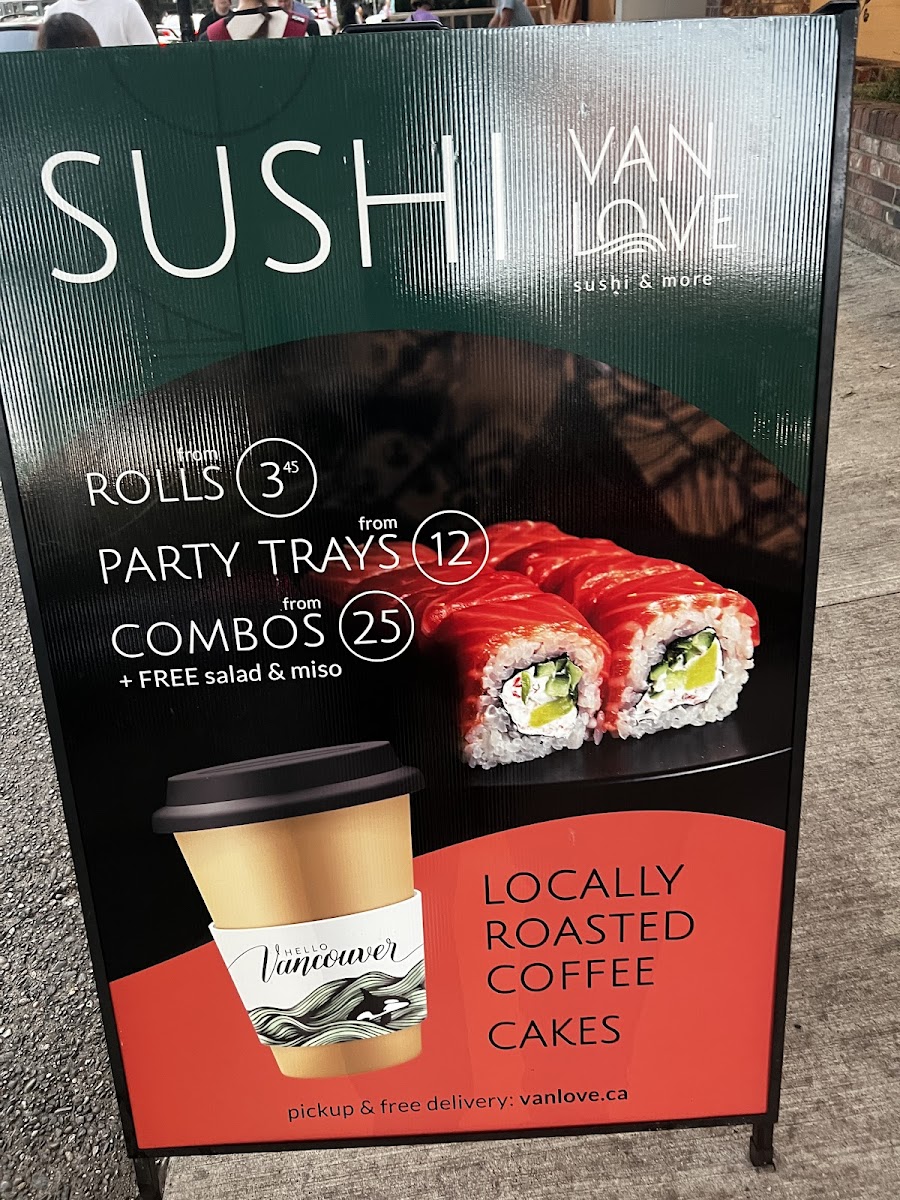 SUSHI
VAN
LOVE
sushi & more
from
ROLLS 3.45
from
PARTY TRAYS 12
from
COMBOS 25
+ FREE salad & miso
HELLO
Vancouver
LOCALLY
ROASTED
COFFEE
CAKES
pickup & free delivery: vanlove.ca